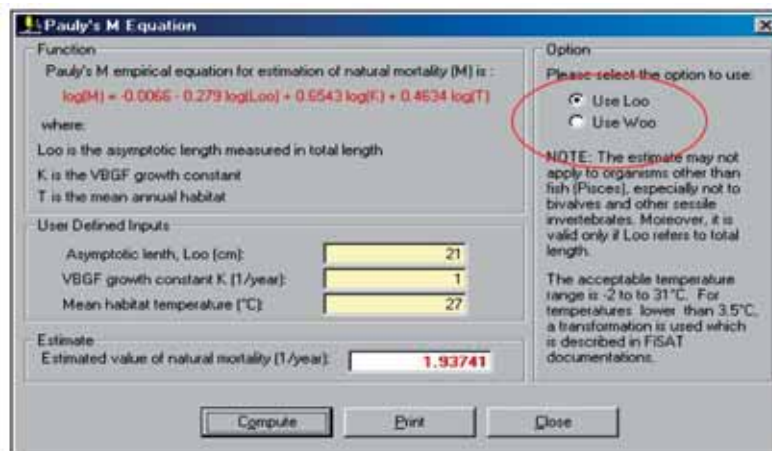 Pauly's M Equation
Function
Pauly's M empirical equation for estimation of natural mortality (M) is :
log(M) = -0.0066 - 0.279 log(Loo) + 0.6543 log(K) + 0.4634 log(T)
where:
Loo is the asymptotic length measured in total length
K is the VBGF growth constant
T is the mean annual habitat
User Defined Inputs
Asymptotic lenth, Loo (cm): 21
VBGF growth constant K (1/year): 1
Mean habitat temperature (°C): 27
Estimate
Estimated value of natural mortality (1/year): 1.93741
Option
Please select the option to use:
Use Loo
Use Woo
NOTE: The estimate may not
apply to organisms other than
fish (Pisces), especially not to
bivalves and other sessile
invertebrates. Moreover, it is
valid only if Loo refers to total
length.
The acceptable temperature
range is -2 to to 31°C. For
temperatures lower than 3.5°C,
a transformation is used which
is described in FiSAT
documentations.
Compute
Print
Close